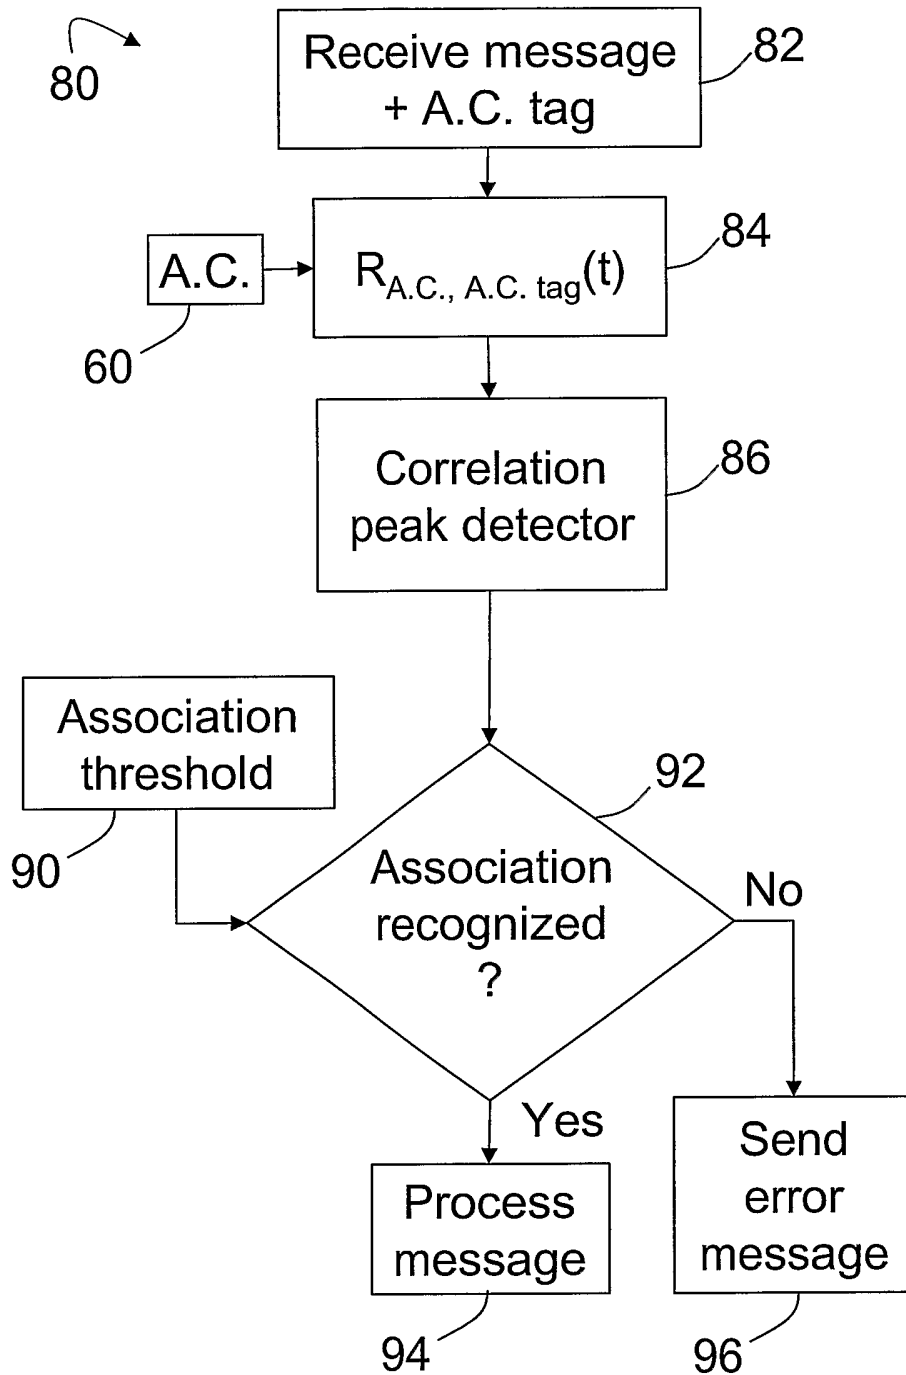 80
Receive message
+ A.C. tag
82
A.C.
60
R_A.C., A.C. tag(t)
84
Correlation
peak detector
86
Association
threshold
90
Association
recognized
?
92
No
Yes
Process
message
94
Send
error
message
96